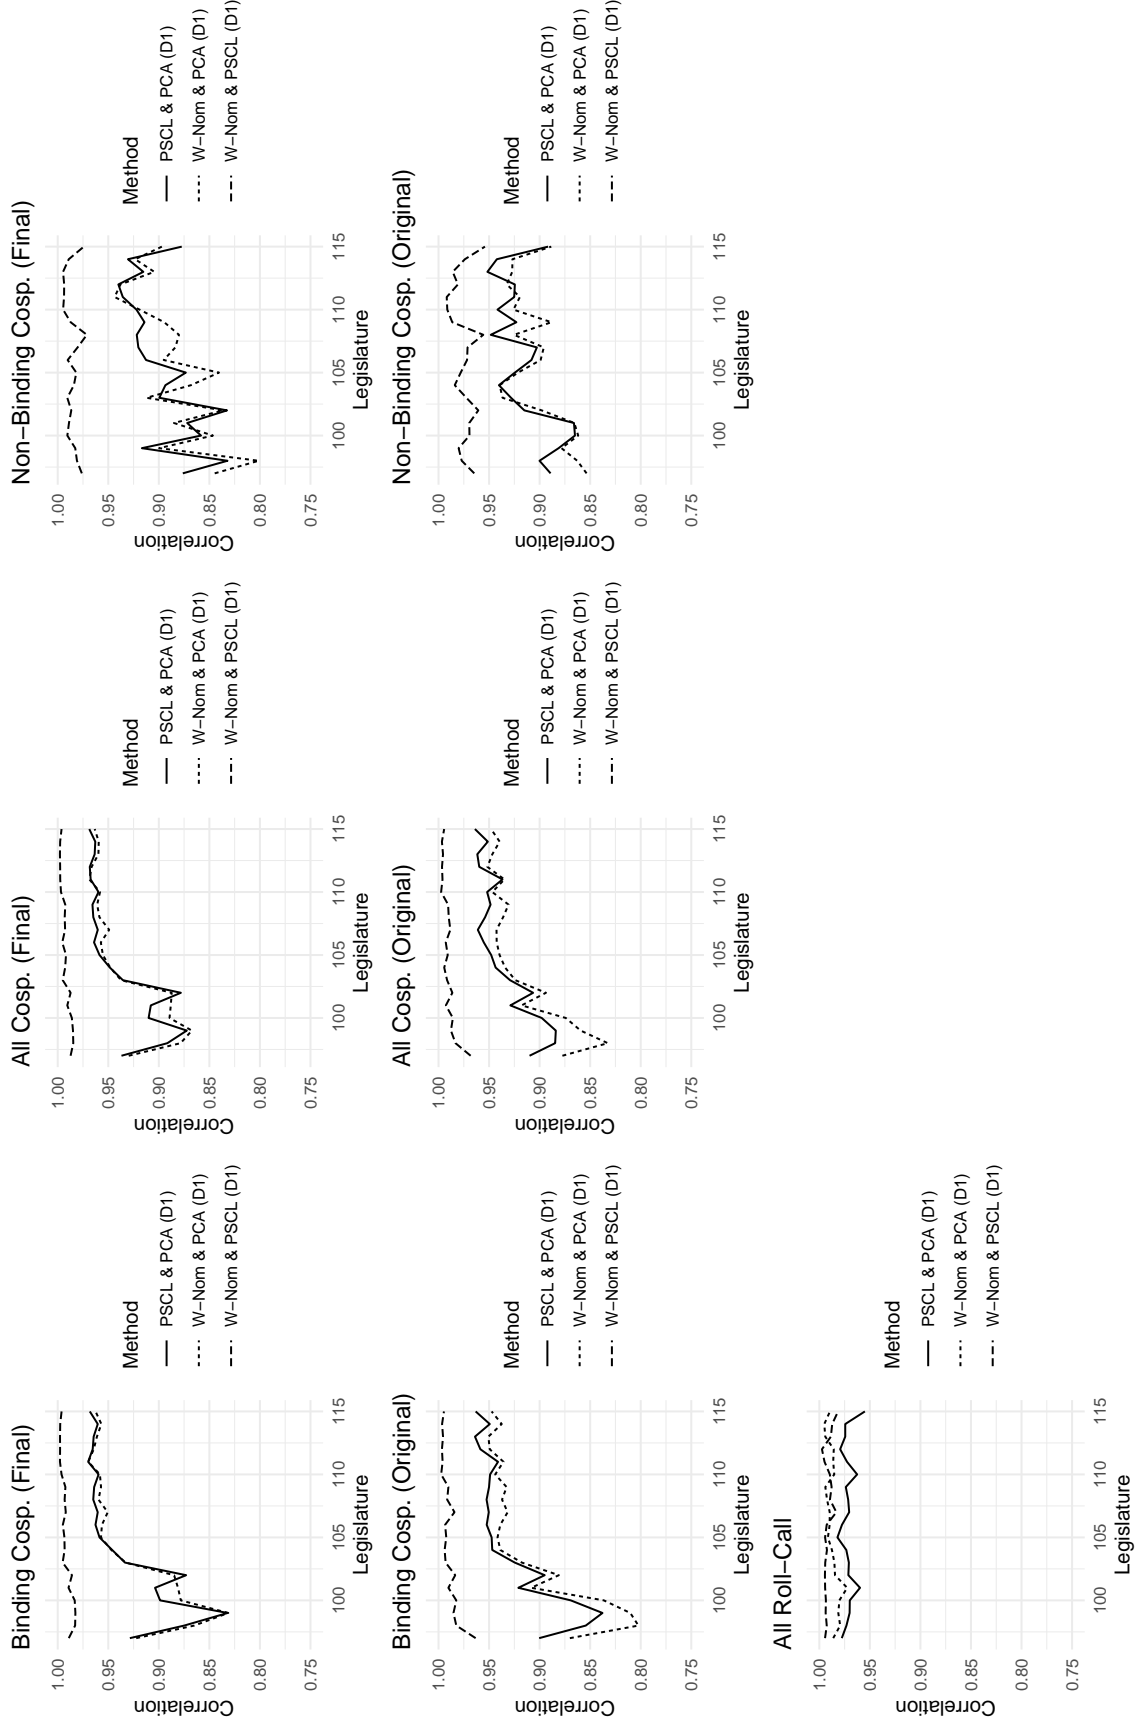 Binding Cosp. (Final)
Correlation
1.00
0.95
0.90
0.85
0.80
0.75
100
105
110
115
Legislature
Method
PSCL & PCA (D1)
W−Nom & PCA (D1)
W−Nom & PSCL (D1)
All Cosp. (Final)
Correlation
1.00
0.95
0.90
0.85
0.80
0.75
100
105
110
115
Legislature
Method
PSCL & PCA (D1)
W−Nom & PCA (D1)
W−Nom & PSCL (D1)
Non−Binding Cosp. (Final)
Correlation
1.00
0.95
0.90
0.85
0.80
0.75
100
105
110
115
Legislature
Method
PSCL & PCA (D1)
W−Nom & PCA (D1)
W−Nom & PSCL (D1)
Binding Cosp. (Original)
Correlation
1.00
0.95
0.90
0.85
0.80
0.75
100
105
110
115
Legislature
Method
PSCL & PCA (D1)
W−Nom & PCA (D1)
W−Nom & PSCL (D1)
All Cosp. (Original)
Correlation
1.00
0.95
0.90
0.85
0.80
0.75
100
105
110
115
Legislature
Method
PSCL & PCA (D1)
W−Nom & PCA (D1)
W−Nom & PSCL (D1)
Non−Binding Cosp. (Original)
Correlation
1.00
0.95
0.90
0.85
0.80
0.75
100
105
110
115
Legislature
Method
PSCL & PCA (D1)
W−Nom & PCA (D1)
W−Nom & PSCL (D1)
All Roll−Call
Correlation
1.00
0.95
0.90
0.85
0.80
0.75
100
105
110
115
Legislature
Method
PSCL & PCA (D1)
W−Nom & PCA (D1)
W−Nom & PSCL (D1)